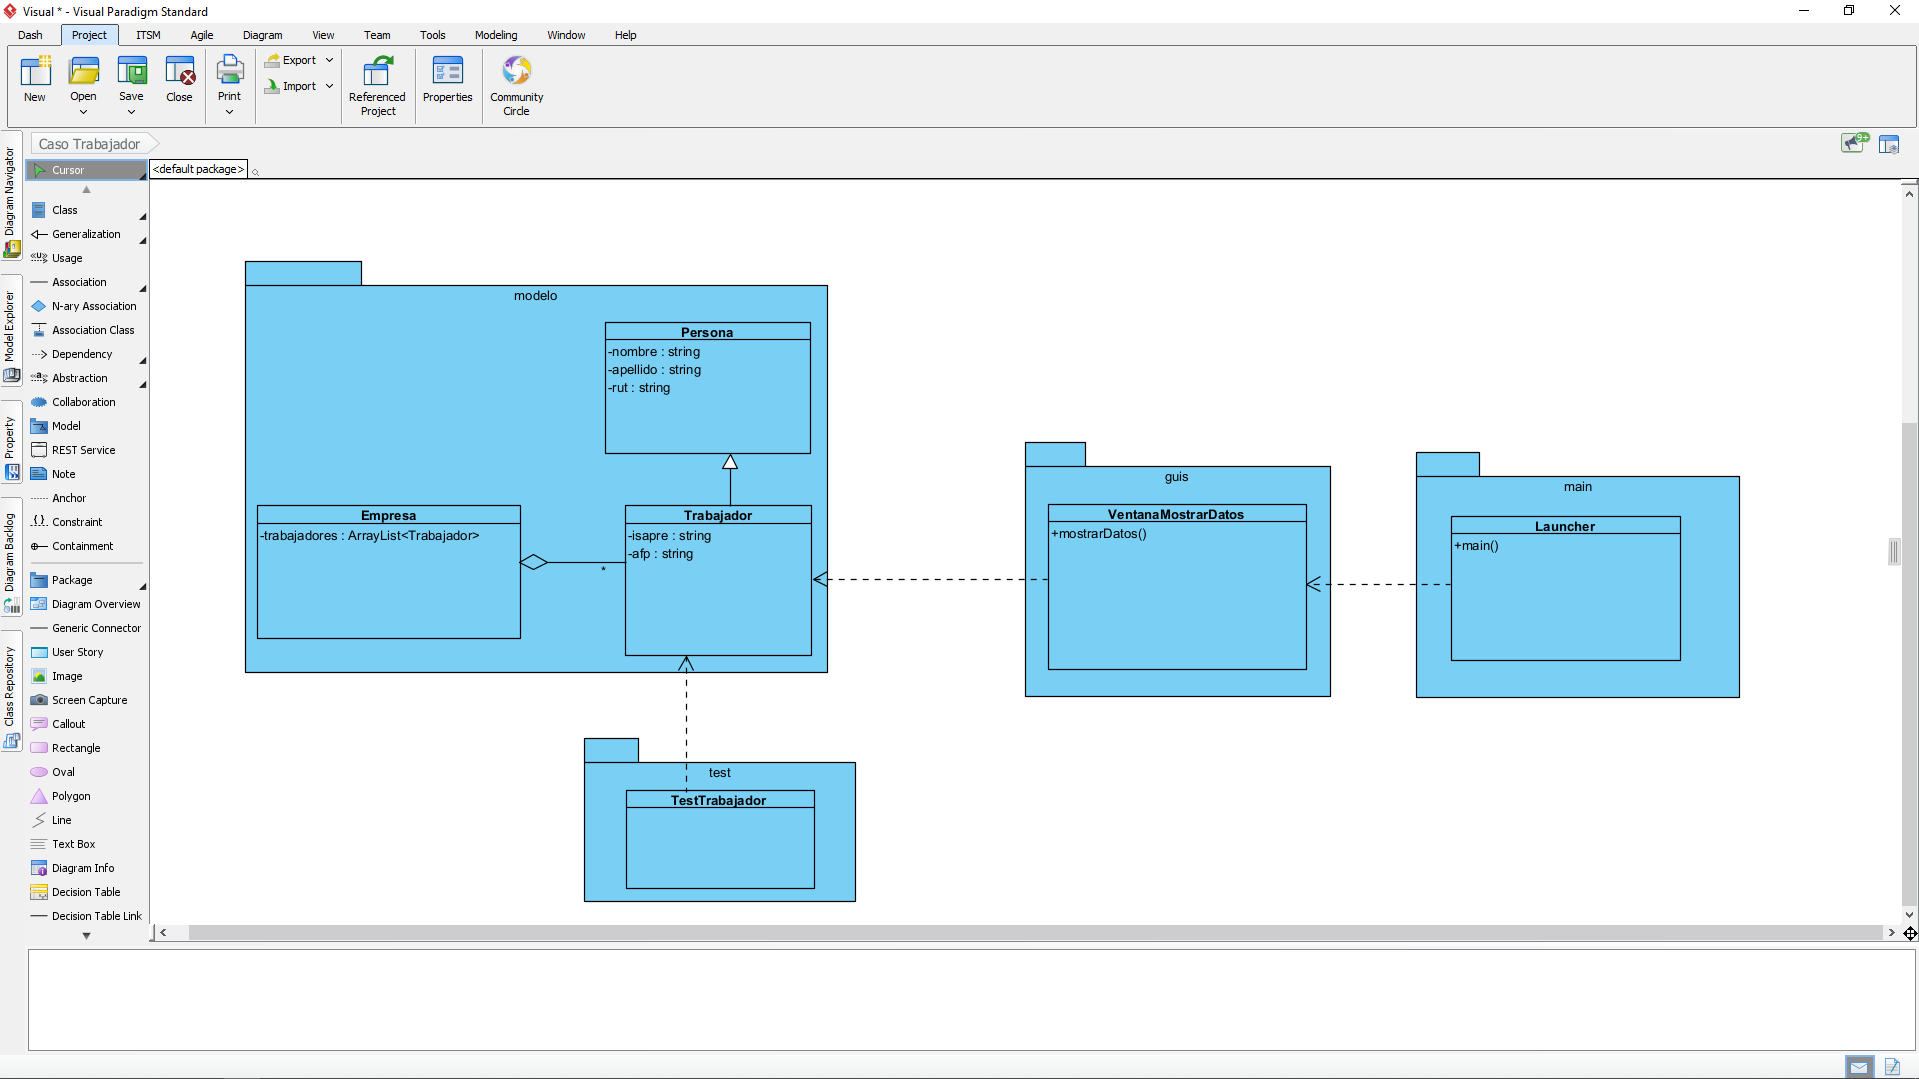 Visual * - Visual Paradigm Standard
Dash Project ITSM Agile Diagram View Team Tools Modeling Window Help
New Open Save Close Print Export Import Referenced Project Properties Community Circle
Caso Trabajador
9+
Cursor
<default package>
Diagram Navigator
Model Explorer
Property
Diagram Backlog
Class Repository
Class
Generalization
«U» Usage
Association
N-ary Association
Association Class
Dependency
«a» Abstraction
Collaboration
Model
REST Service
Note
Anchor
Constraint
Containment
Package
Diagram Overview
Generic Connector
User Story
Image
Screen Capture
Callout
Rectangle
Oval
Polygon
Line
Text Box
Diagram Info
Decision Table
Decision Table Link
modelo
Persona
-nombre : string
-apellido : string
-rut : string
Empresa
-trabajadores : ArrayList<Trabajador>
*
Trabajador
-isapre : string
-afp : string
guis
VentanaMostrarDatos
+mostrarDatos()
main
Launcher
+main()
test
TestTrabajador